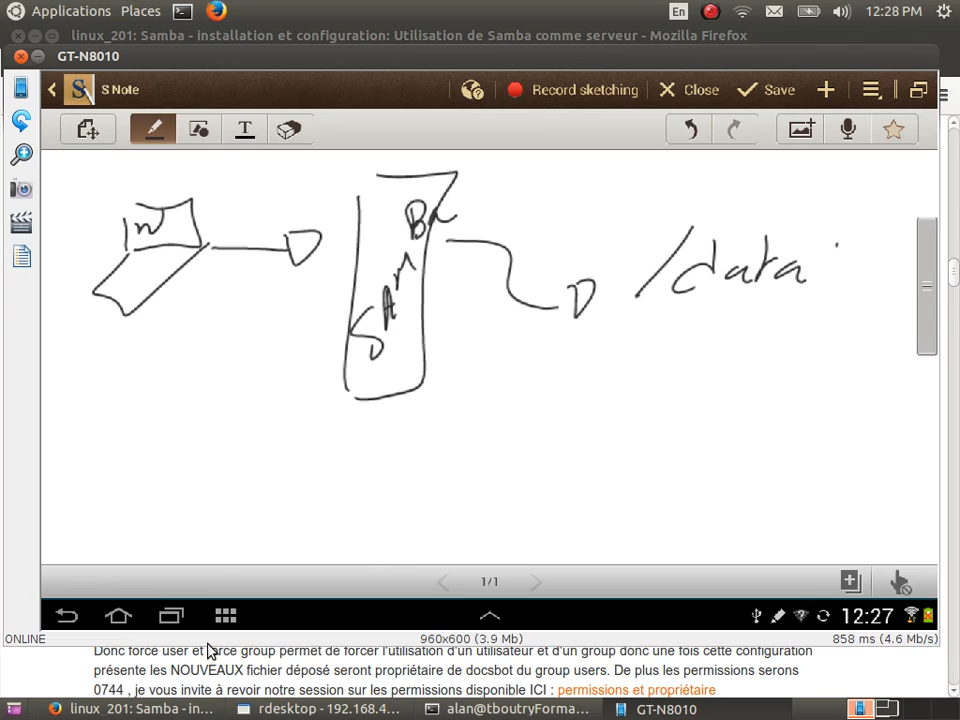 Applications Places En 12:28 PM
linux_201: Samba - installation et configuration: Utilisation de Samba comme serveur - Mozilla Firefox
GT-N8010
S Note Record sketching Close Save
T
W
SAMBA
/data
1/1
12:27
ONLINE 960x600 (3.9 Mb) 858 ms (4.6 Mb/s)
Donc force user et force group permet de forcer l'utilisation d'un utilisateur et d'un group donc une fois cette configuration
présente les NOUVEAUX fichier déposé seront propriétaire de docsbot du group users. De plus les permissions serons
0744 , je vous invite à revoir notre session sur les permissions disponible ICI : permissions et propriétaire
linux_201: Samba - in... rdesktop - 192.168.4... alan@tboutryForma... GT-N8010